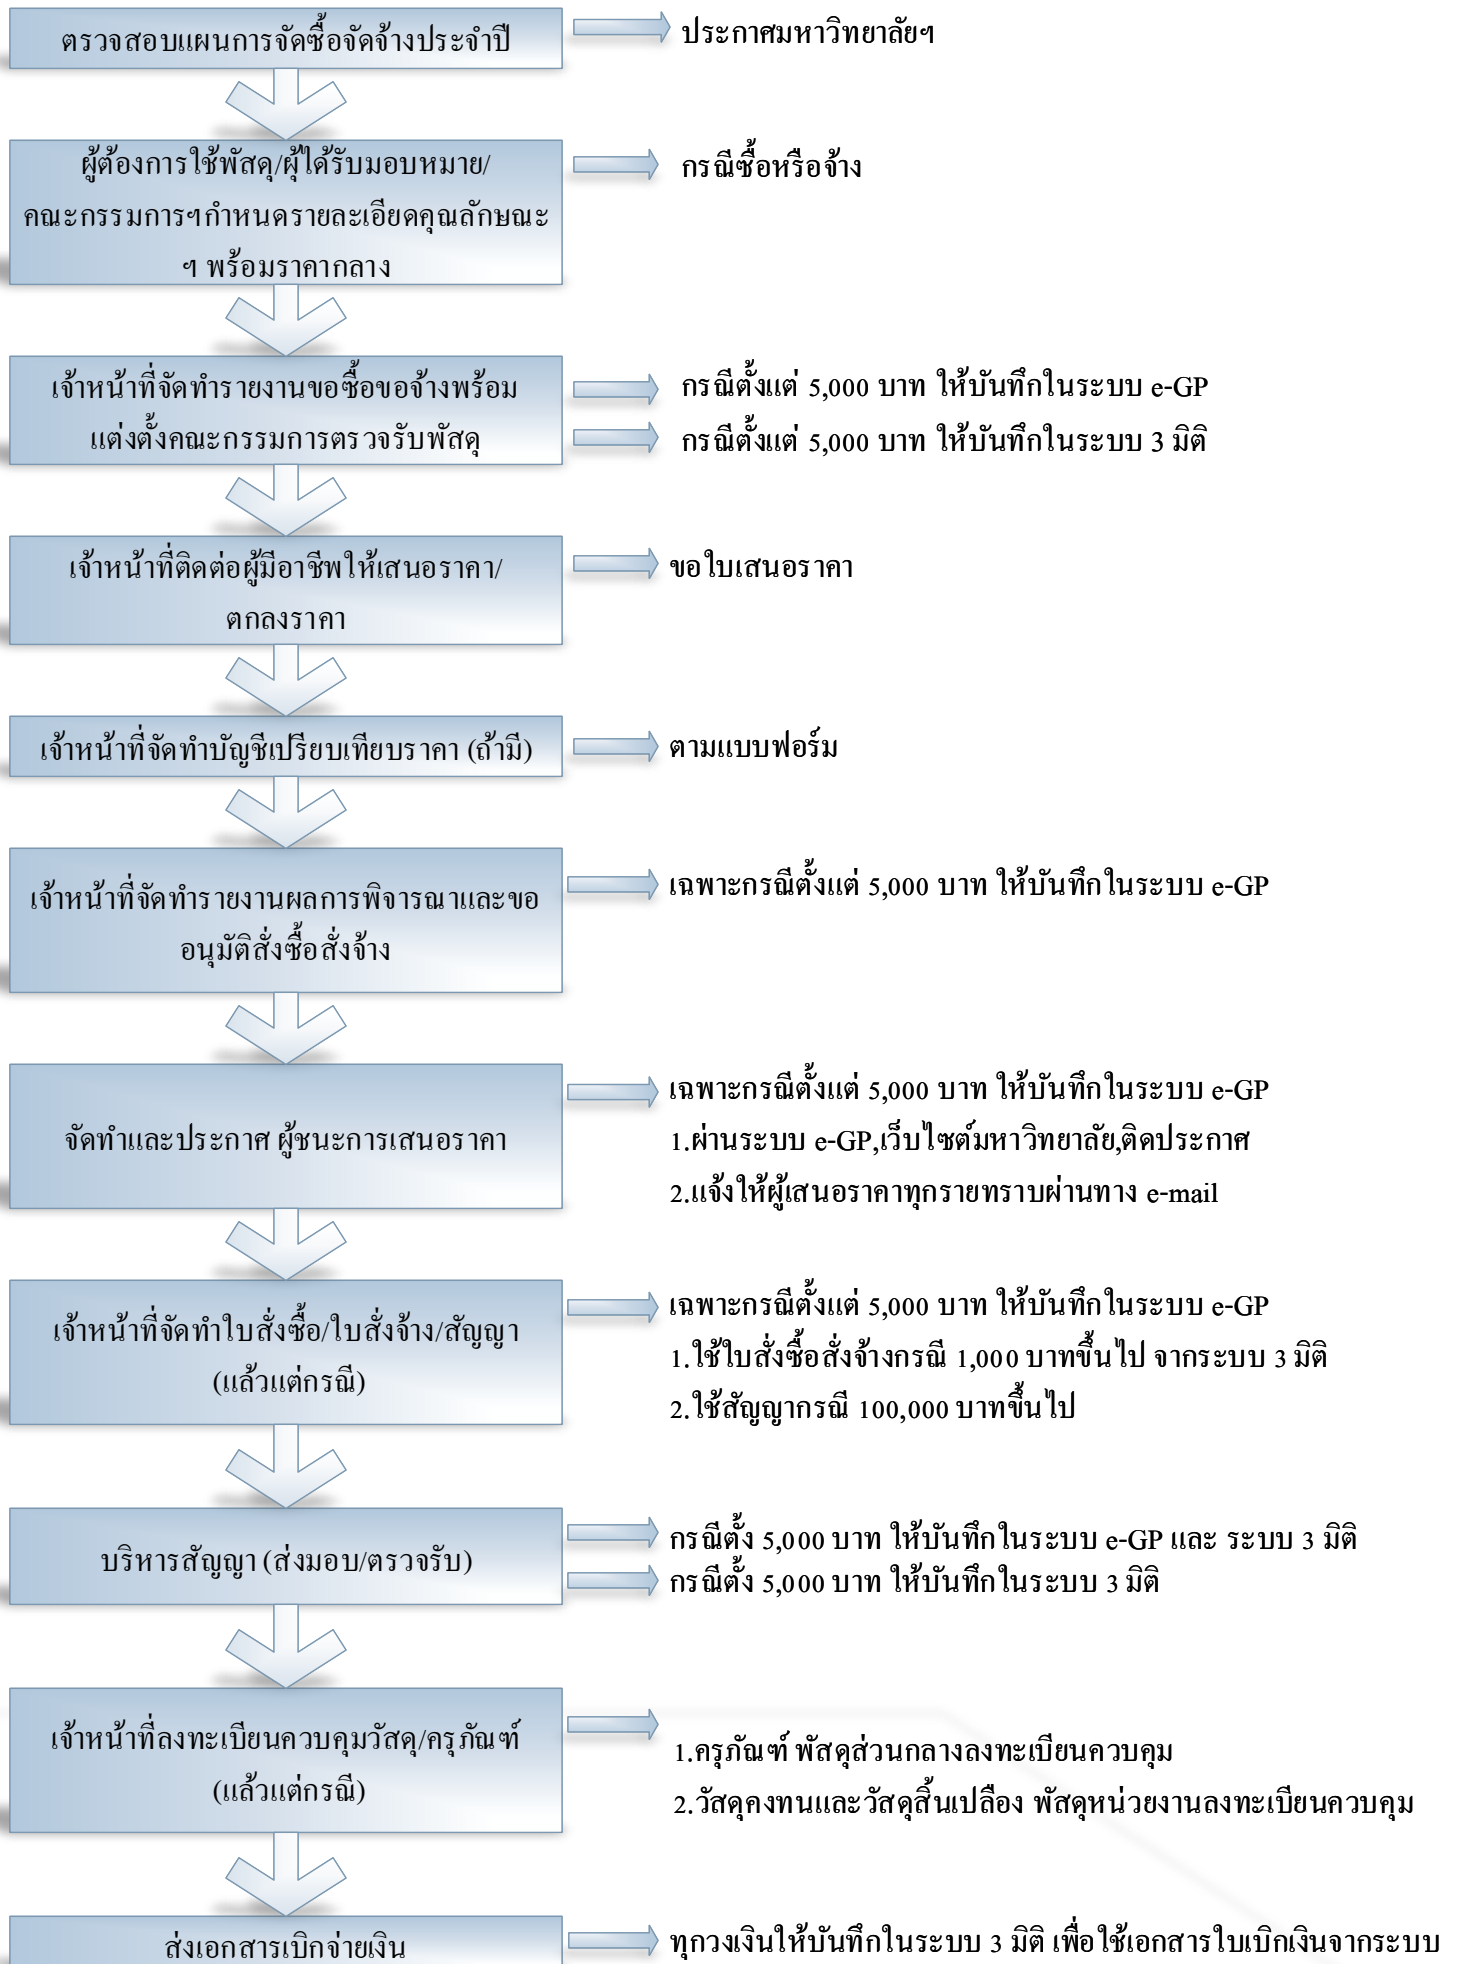 ตรวจสอบแผนการจัดซื้อจัดจ้างประจำปี
ประกาศมหาวิทยาลัยฯ
ผู้ต้องการใช้พัสดุ/ผุ้ได้รับมอบหมาย/
คณะกรรมการฯกำหนดรายละเอียดคุณลักษณะ
ฯ พร้อมราคากลาง
กรณีซื้อหรือจ้าง
เจ้าหน้าที่จัดทำรายงานขอซื้อขอจ้างพร้อม
แต่งตั้งคณะกรรมการตรวจรับพัสดุ
กรณีตั้งแต่ 5,000 บาท ให้บันทึกในระบบ e-GP
กรณีตั้งแต่ 5,000 บาท ให้บันทึกในระบบ 3 มิติ
เจ้าหน้าที่ติดต่อผู้มีอาชีพให้เสนอราคา/
ตกลงราคา
ขอใบเสนอราคา
เจ้าหน้าที่จัดทำบัญชีเปรียบเทียบราคา (ถ้ามี)
ตามแบบฟอร์ม
เจ้าหน้าที่จัดทำรายงานผลการพิจารณาและขอ
อนุมัติสั่งซื้อสั่งจ้าง
เฉพาะกรณีตั้งแต่ 5,000 บาท ให้บันทึกในระบบ e-GP
จัดทำและประกาศ ผู้ชนะการเสนอราคา
เฉพาะกรณีตั้งแต่ 5,000 บาท ให้บันทึกในระบบ e-GP
1.ผ่านระบบ e-GP,เว็บไซต์มหาวิทยาลัย,ติดประกาศ
2.แจ้งให้ผู้เสนอราคาทุกรายทราบผ่านทาง e-mail
เจ้าหน้าที่จัดทำใบสั่งซื้อ/ใบสั่งจ้าง/สัญญา
(แล้วแต่กรณี)
เฉพาะกรณีตั้งแต่ 5,000 บาท ให้บันทึกในระบบ e-GP
1.ใช้ใบสั่งซื้อสั่งจ้างกรณี 1,000 บาทขึ้นไป จากระบบ 3 มิติ
2.ใช้สัญญากรณี 100,000 บาทขึ้นไป
บริหารสัญญา (ส่งมอบ/ตรวจรับ)
กรณีตั้ง 5,000 บาท ให้บันทึกในระบบ e-GP และ ระบบ 3 มิติ
กรณีตั้ง 5,000 บาท ให้บันทึกในระบบ 3 มิติ
เจ้าหน้าที่ลงทะเบียนควบคุมวัสดุ/ครุภัณฑ์
(แล้วแต่กรณี)
1.ครุภัณฑ์ พัสดุส่วนกลางลงทะเบียนควบคุม
2.วัสดุคงทนและวัสดุสิ้นเปลือง พัสดุหน่วยงานลงทะเบียนควบคุม
ส่งเอกสารเบิกจ่ายเงิน
ทุกวงเงินให้บันทึกในระบบ 3 มิติ เพื่อใช้เอกสารใบเบิกเงินจากระบบ